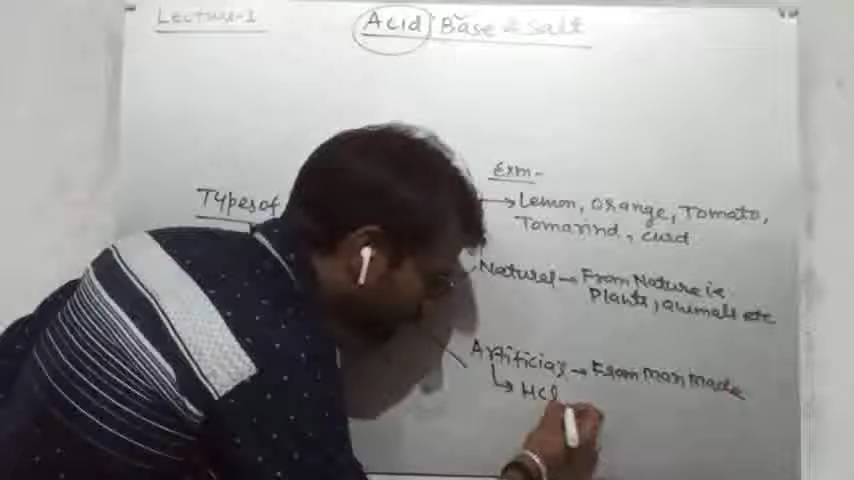 Lecture-1
Acid, Base & Salt
Exm-
Types of
→ Lemon, Orange, Tomato,
Tomarind, curd
Naturel → From Nature ie
Plants, animals etc
Artificial → From man made
↳ HCl